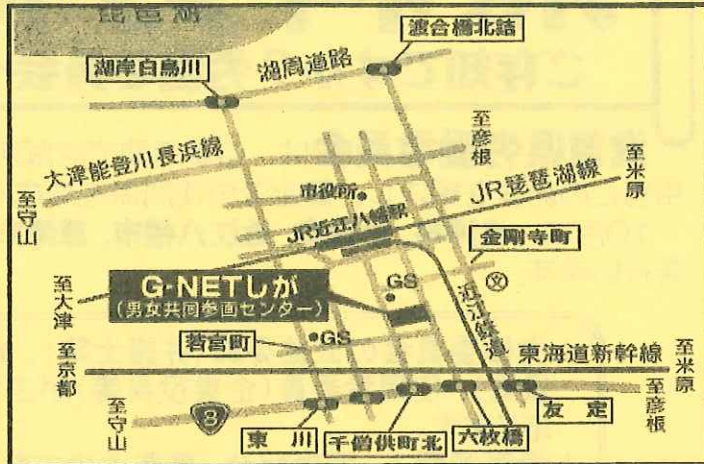 琵琶湖
渡合橋北詰
湖岸白鳥川
湖周道路
至彦根
大津能登川長浜線
至米原
市役所
JR琵琶湖線
至守山
JR近江八幡駅
金剛寺町
G-NETしが
(男女共同参画センター)
GS
文
近江鉄道
至大津
若宮町
GS
東海道新幹線
至京都
至米原
至守山
8
東川
千僧供町北
六枚橋
友定
至彦根